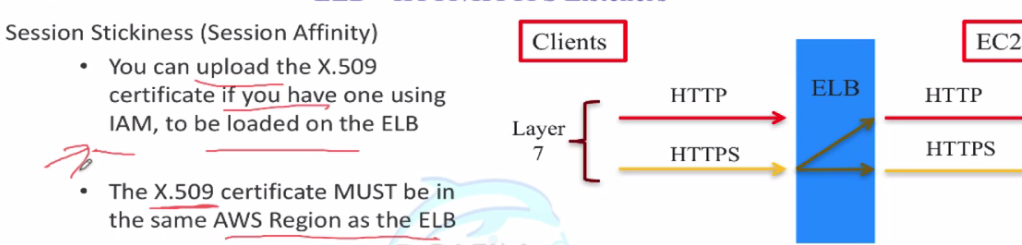 Session Stickiness (Session Affinity)
• You can upload the X.509
certificate if you have one using
IAM, to be loaded on the ELB
• The X.509 certificate MUST be in
the same AWS Region as the ELB
Clients
EC2
ELB
HTTP
HTTP
Layer
7
HTTPS
HTTPS